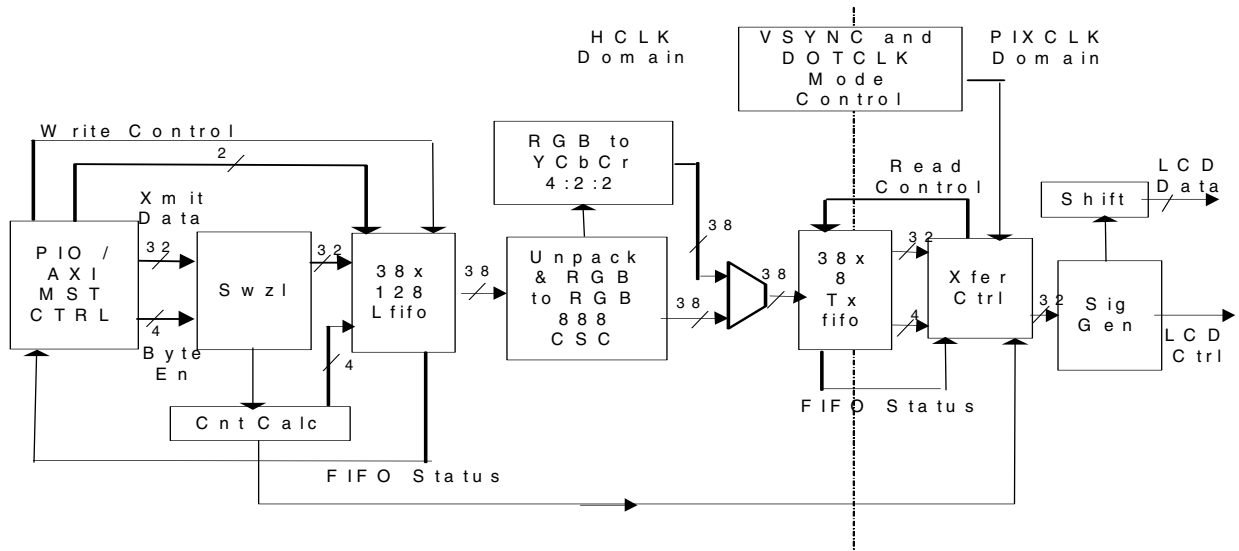 HCLK
Domain
VSYNC and
DOTCLK
Mode
Control
PIXCLK
Domain
Write Control
2
Xmit
Data
RGB to
YCbCr
4:2:2
Read
Control
LCD
Data
Shift
PIO /
AXI
MST
CTRL
32
4
Byte
En
Swzl
32
38x
128
Lfifo
4
38
Unpack
& RGB
to RGB
888
CSC
38
38
38
38x
8
Tx
fifo
32
4
Xfer
Ctrl
32
Sig
Gen
LCD
Ctrl
Cnt Calc
FIFO Status
FIFO Status